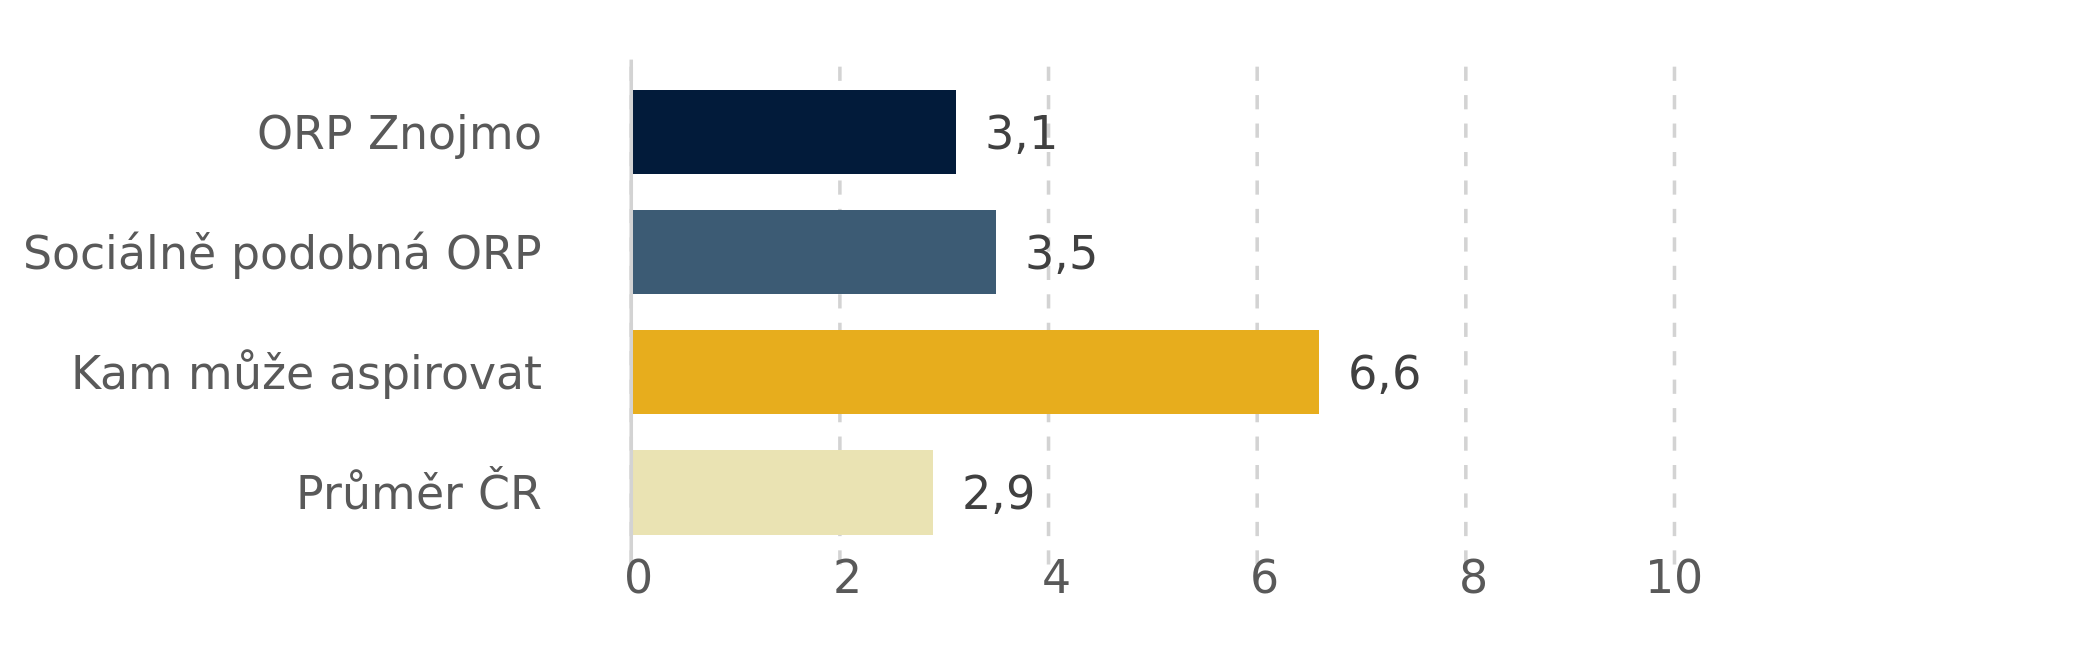 ORP Znojmo 3,1
Sociálně podobná ORP 3,5
Kam může aspirovat 6,6
Průměr ČR 2,9
0 2 4 6 8 10